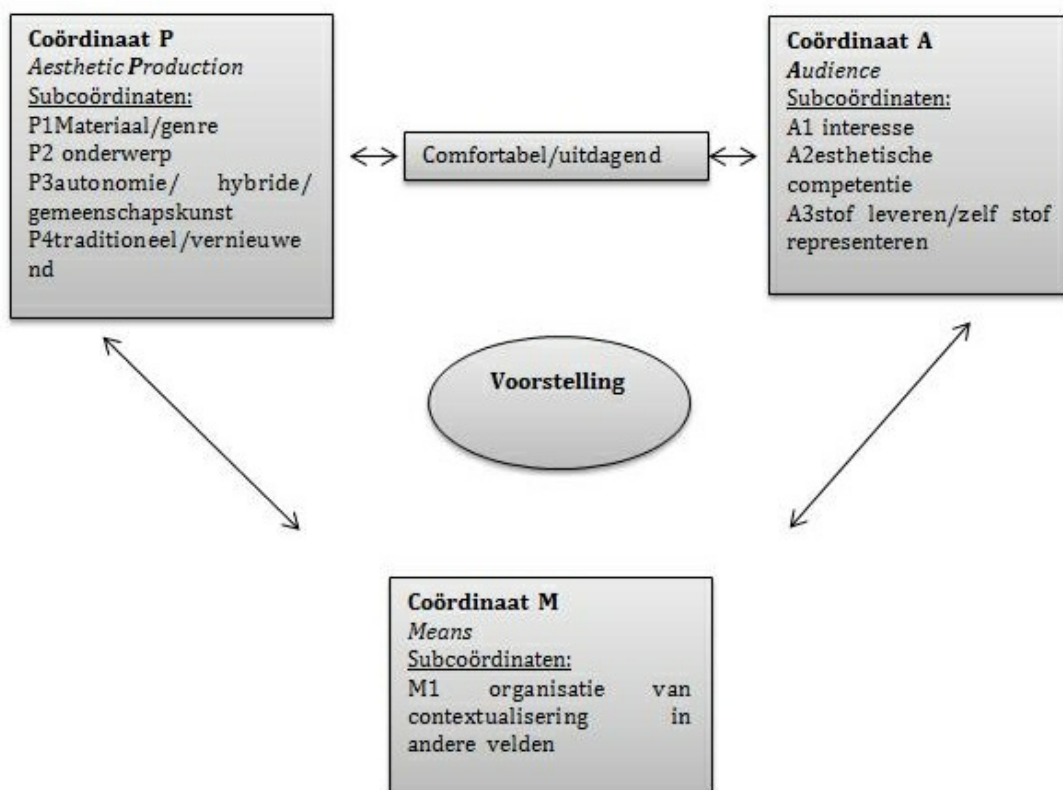 Coördinaat P
Aesthetic Production
Subcoördinaten:
P1Materiaal/genre
P2 onderwerp
P3autonomie/ hybride/
gemeenschapskunst
P4traditioneel/vernieuwe
nd
Comfortabel/uitdagend
Coördinaat A
Audience
Subcoördinaten:
A1 interesse
A2esthetische
competentie
A3stof leveren/zelf stof
representeren
Voorstelling
Coördinaat M
Means
Subcoördinaten:
M1 organisatie van
contextualisering in
andere velden